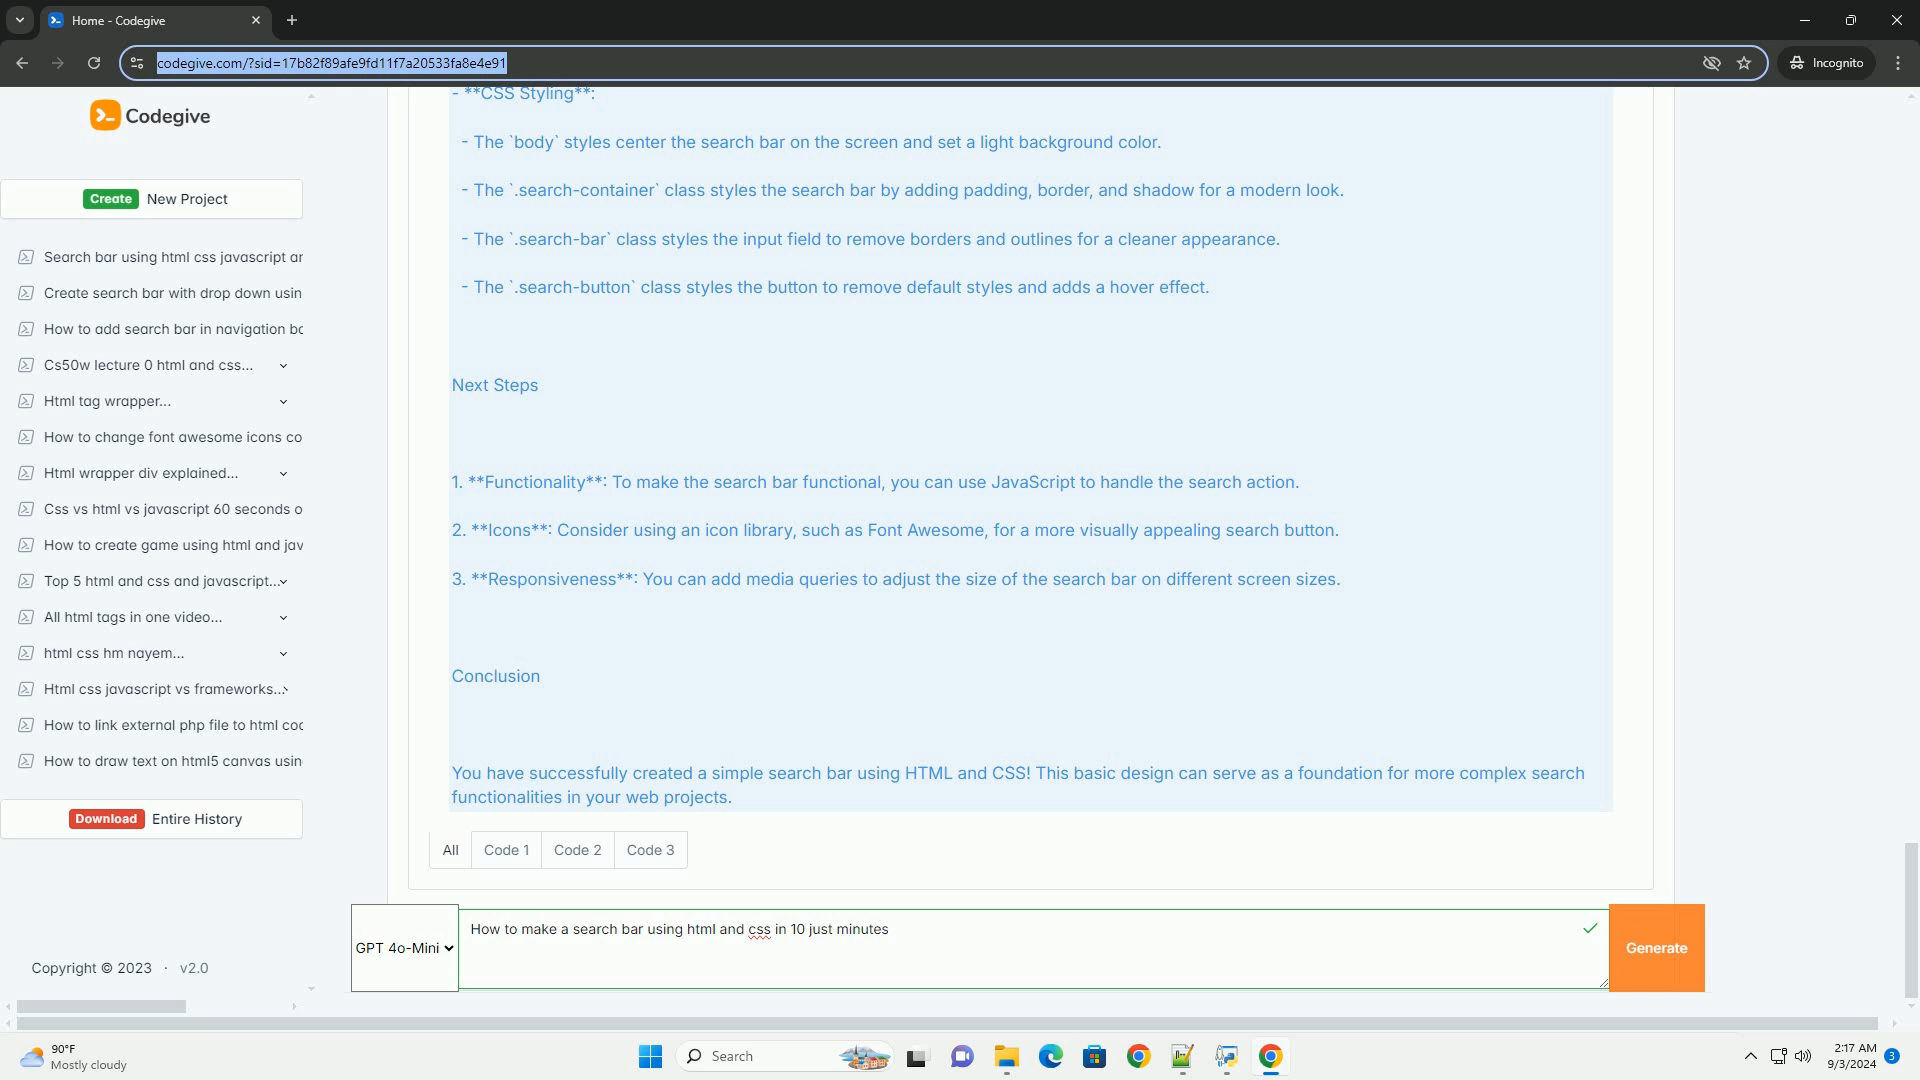 Home - Codegive
codegive.com/?sid=17b82f89afe9fd11f7a20533fa8e4e91
Incognito
Codegive
Create New Project
Search bar using html css javascript ar
Create search bar with drop down usin
How to add search bar in navigation bc
Cs50w lecture 0 html and css...
Html tag wrapper...
How to change font awesome icons co
Html wrapper div explained...
Css vs html vs javascript 60 seconds o
How to create game using html and jav
Top 5 html and css and javascript...
All html tags in one video...
html css hm nayem...
Html css javascript vs frameworks...
How to link external php file to html coc
How to draw text on html5 canvas usin
Download Entire History
Copyright © 2023 · v2.0
- **CSS Styling**:
- The `body` styles center the search bar on the screen and set a light background color.
- The `.search-container` class styles the search bar by adding padding, border, and shadow for a modern look.
- The `.search-bar` class styles the input field to remove borders and outlines for a cleaner appearance.
- The `.search-button` class styles the button to remove default styles and adds a hover effect.
Next Steps
1. **Functionality**: To make the search bar functional, you can use JavaScript to handle the search action.
2. **Icons**: Consider using an icon library, such as Font Awesome, for a more visually appealing search button.
3. **Responsiveness**: You can add media queries to adjust the size of the search bar on different screen sizes.
Conclusion
You have successfully created a simple search bar using HTML and CSS! This basic design can serve as a foundation for more complex search
functionalities in your web projects.
All Code 1 Code 2 Code 3
GPT 4o-Mini
How to make a search bar using html and css in 10 just minutes
Generate
90°F
Mostly cloudy
Search
2:17 AM
9/3/2024
3